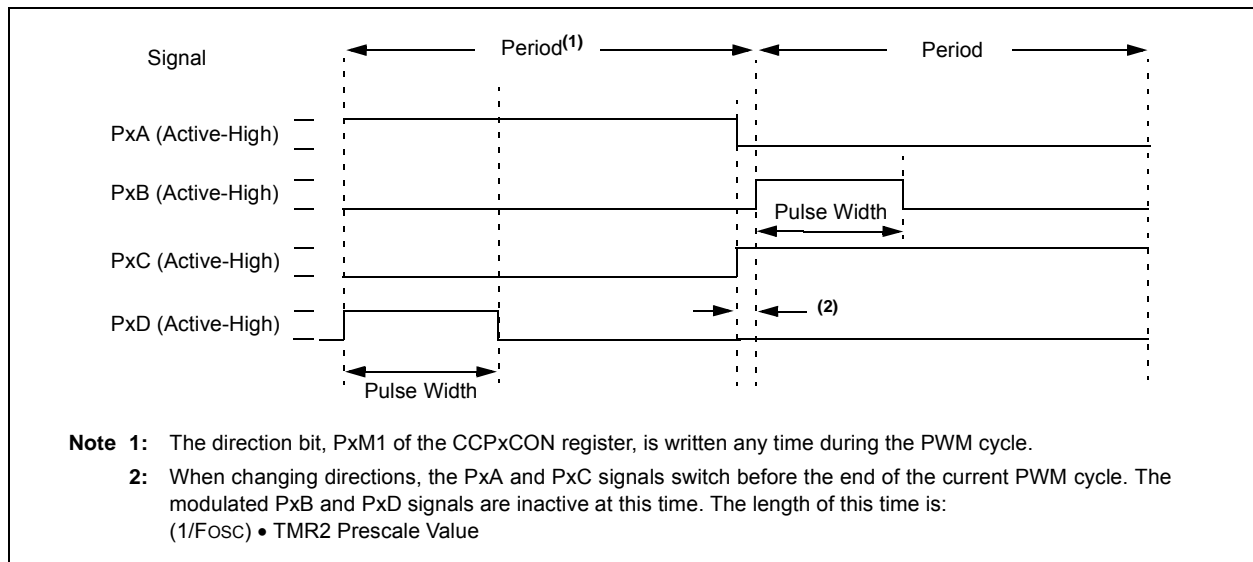 Signal
Period(1)
Period
PxA (Active-High)
PxB (Active-High)
Pulse Width
PxC (Active-High)
(2)
PxD (Active-High)
Pulse Width
Note 1: The direction bit, PxM1 of the CCPxCON register, is written any time during the PWM cycle.
2: When changing directions, the PxA and PxC signals switch before the end of the current PWM cycle. The
modulated PxB and PxD signals are inactive at this time. The length of this time is:
(1/FOSC) • TMR2 Prescale Value